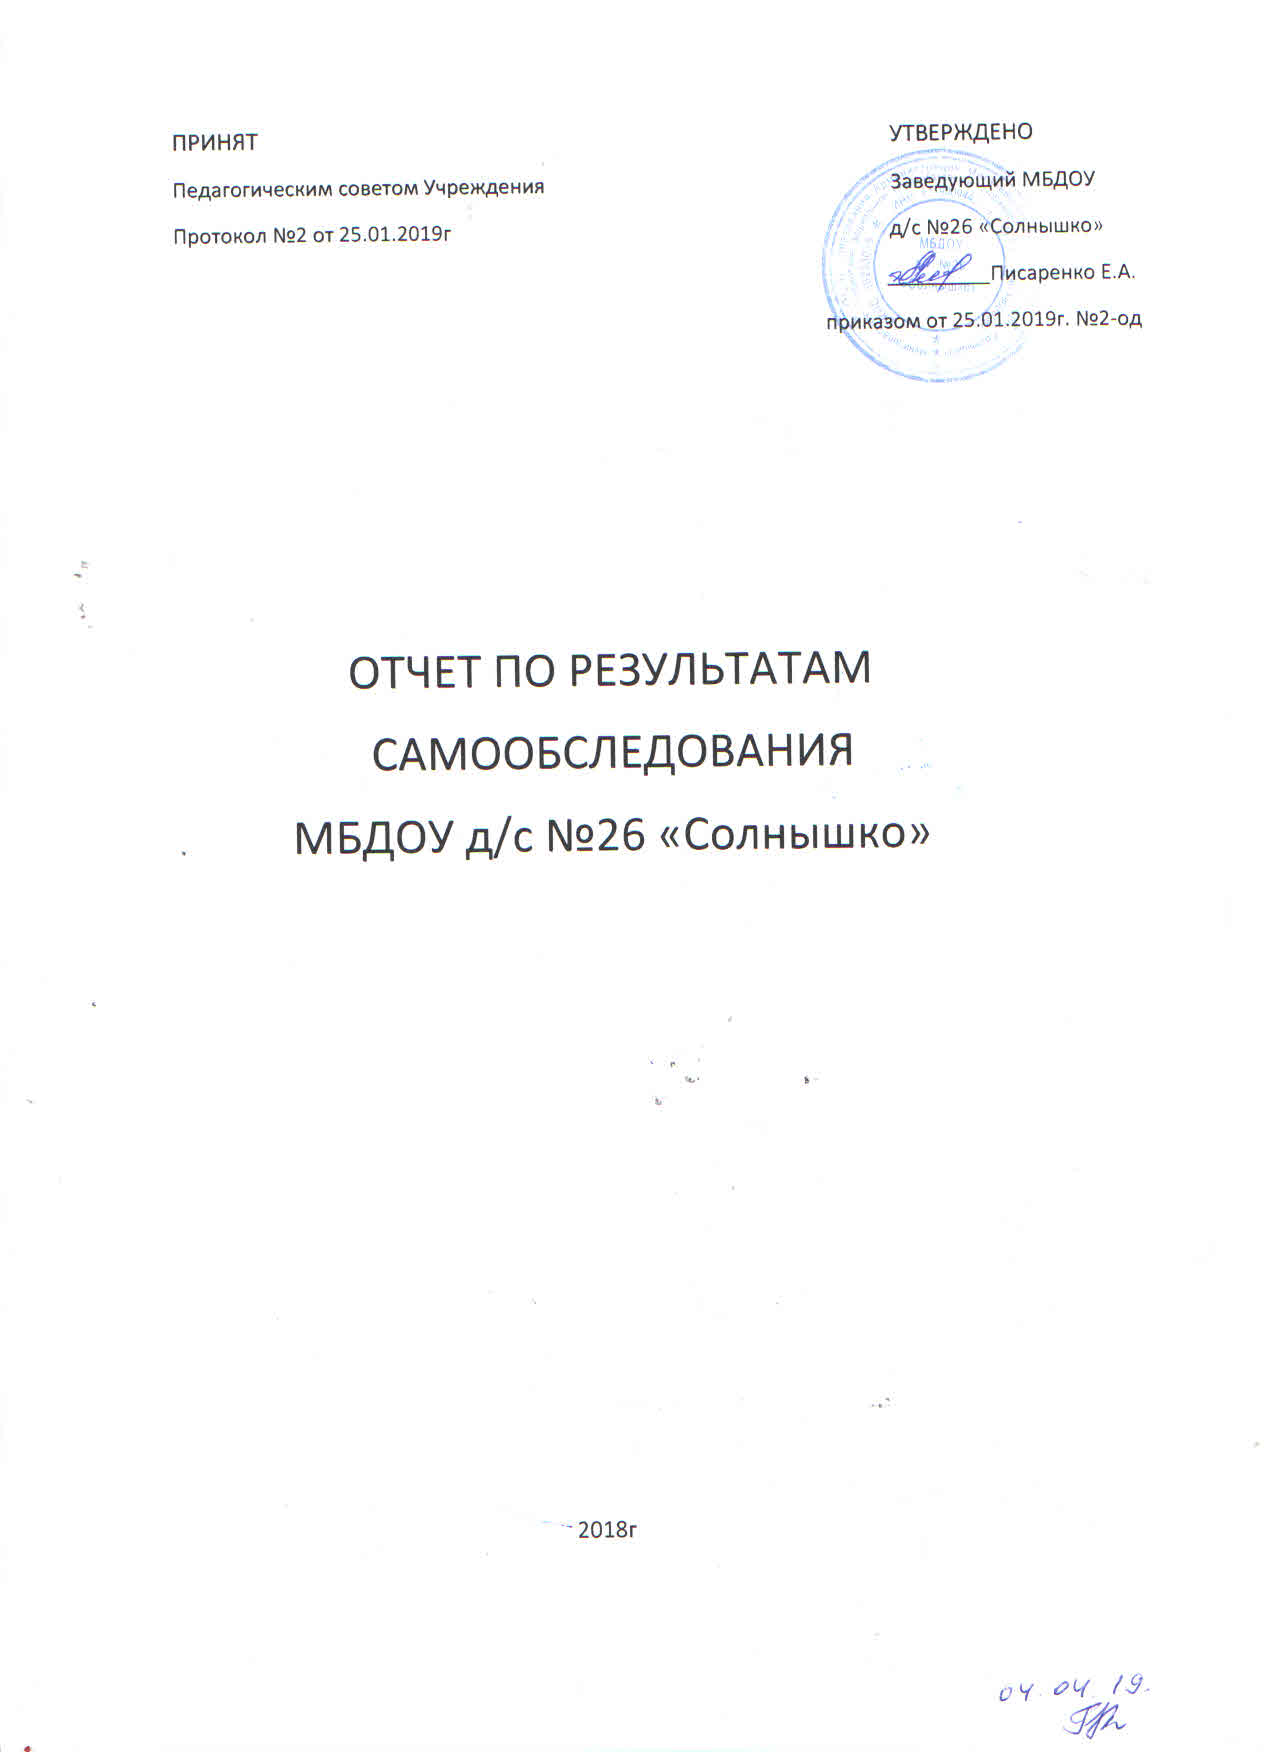 ПРИНЯТ
Педагогическим советом Учреждения
Протокол №2 от 25.01.2019г
УТВЕРЖДЕНО
Заведующий МБДОУ
д/с №26 «Солнышко»
Писаренко Е.А.
приказом от 25.01.2019г. №2-од
МБДОУ
ОТЧЕТ ПО РЕЗУЛЬТАТАМ
САМООБСЛЕДОВАНИЯ
МБДОУ д/с №26 «Солнышко»
2018г
04.04.19.